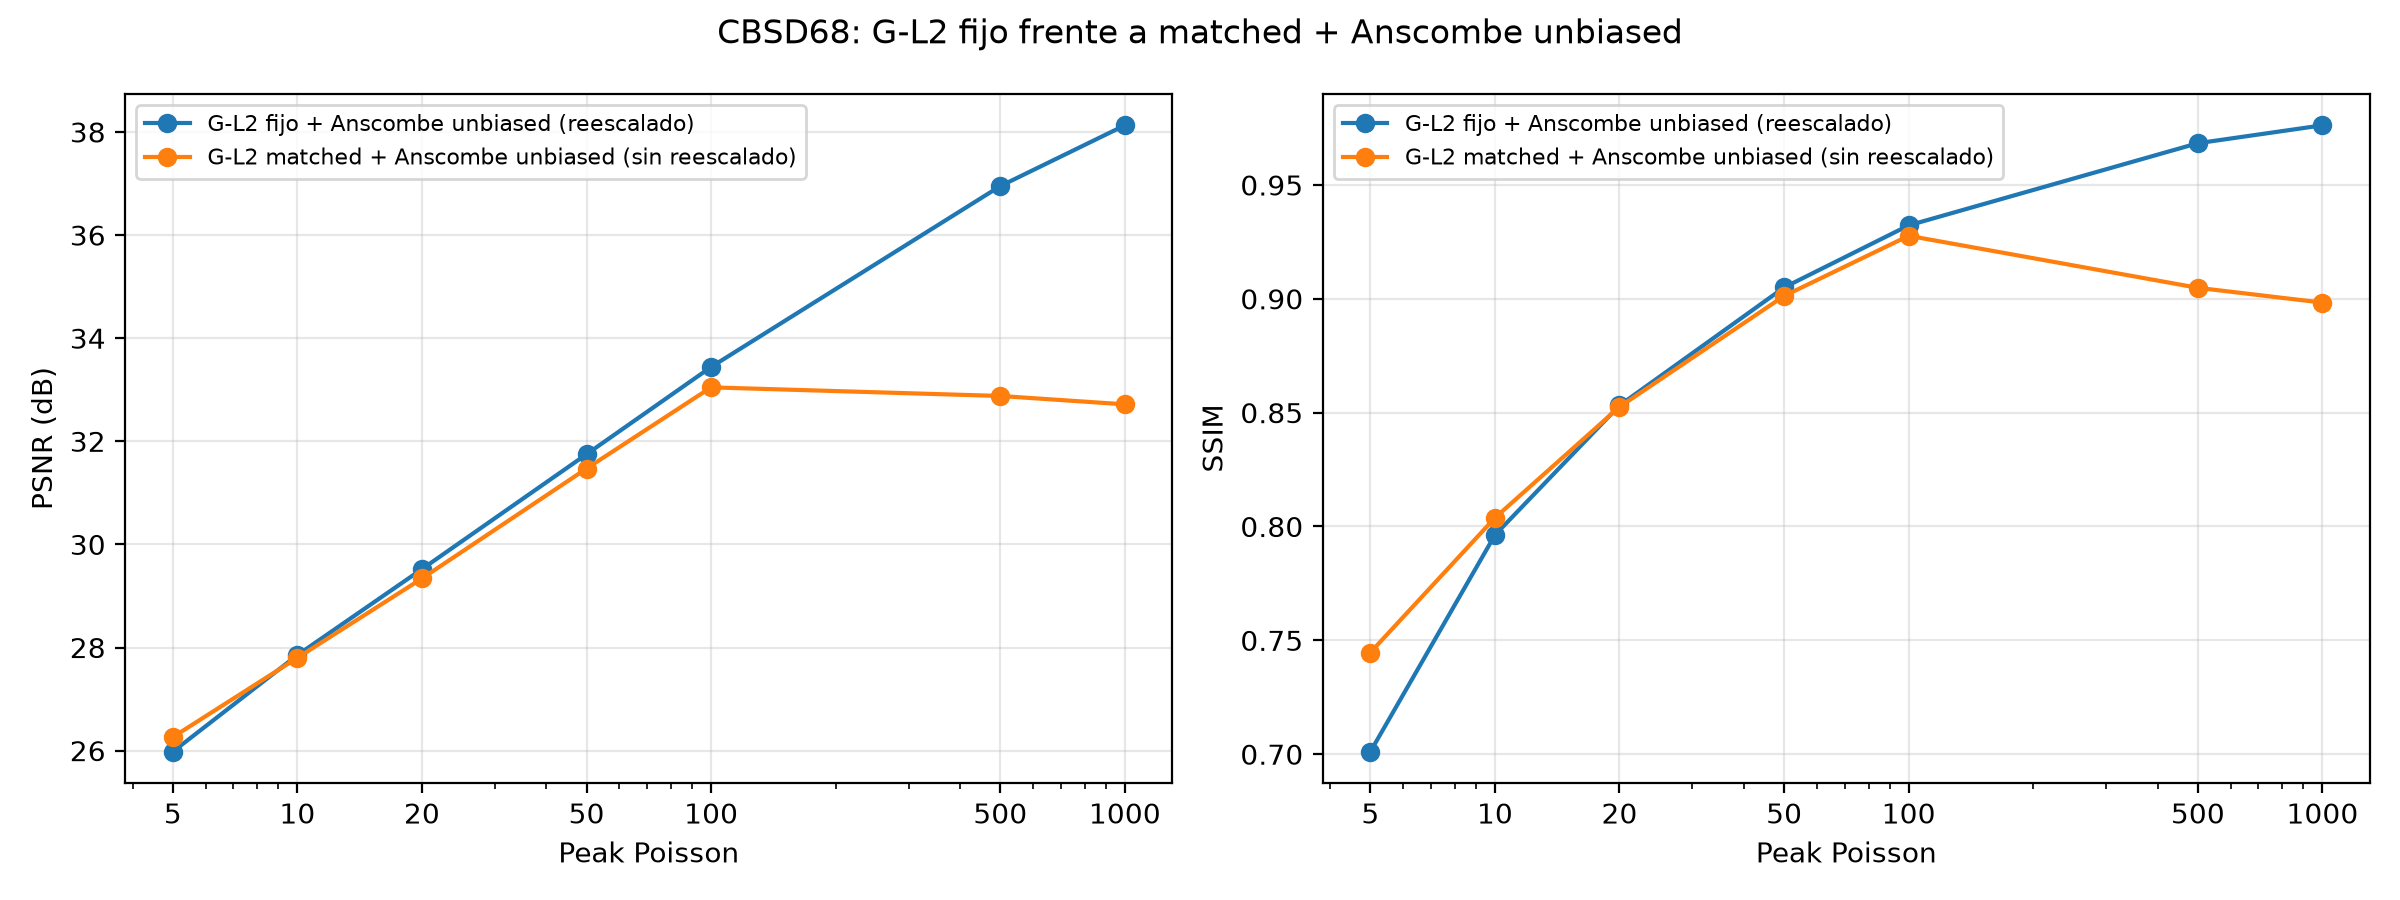 CBSD68: G-L2 fijo frente a matched + Anscombe unbiased
G-L2 fijo + Anscombe unbiased (reescalado)
G-L2 matched + Anscombe unbiased (sin reescalado)
PSNR (dB)
38
36
34
32
30
28
26
5 10 20 50 100 500 1000
Peak Poisson
G-L2 fijo + Anscombe unbiased (reescalado)
G-L2 matched + Anscombe unbiased (sin reescalado)
SSIM
0.95
0.90
0.85
0.80
0.75
0.70
5 10 20 50 100 500 1000
Peak Poisson